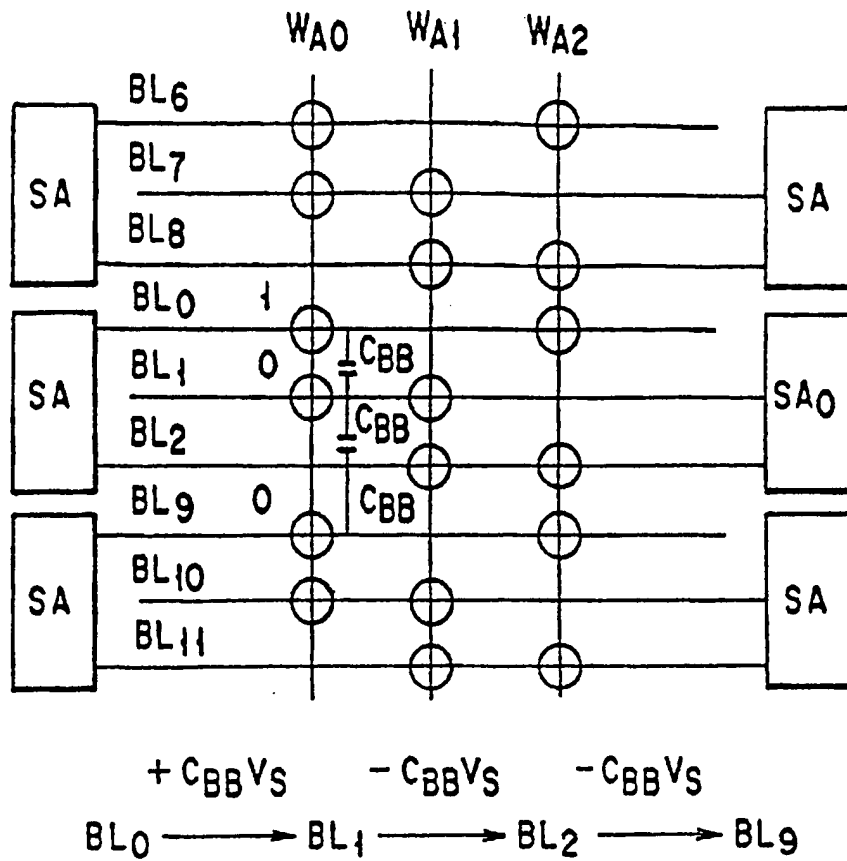 WA0 WA1 WA2
BL6
BL7
SA SA
BL8
BL0 1
CBB
BL1 0
SA SA0
CBB
BL2
BL9 0 CBB
BL10
SA SA
BL11
+CBBVS -CBBVS -CBBVS
BL0 → BL1 → BL2 → BL9